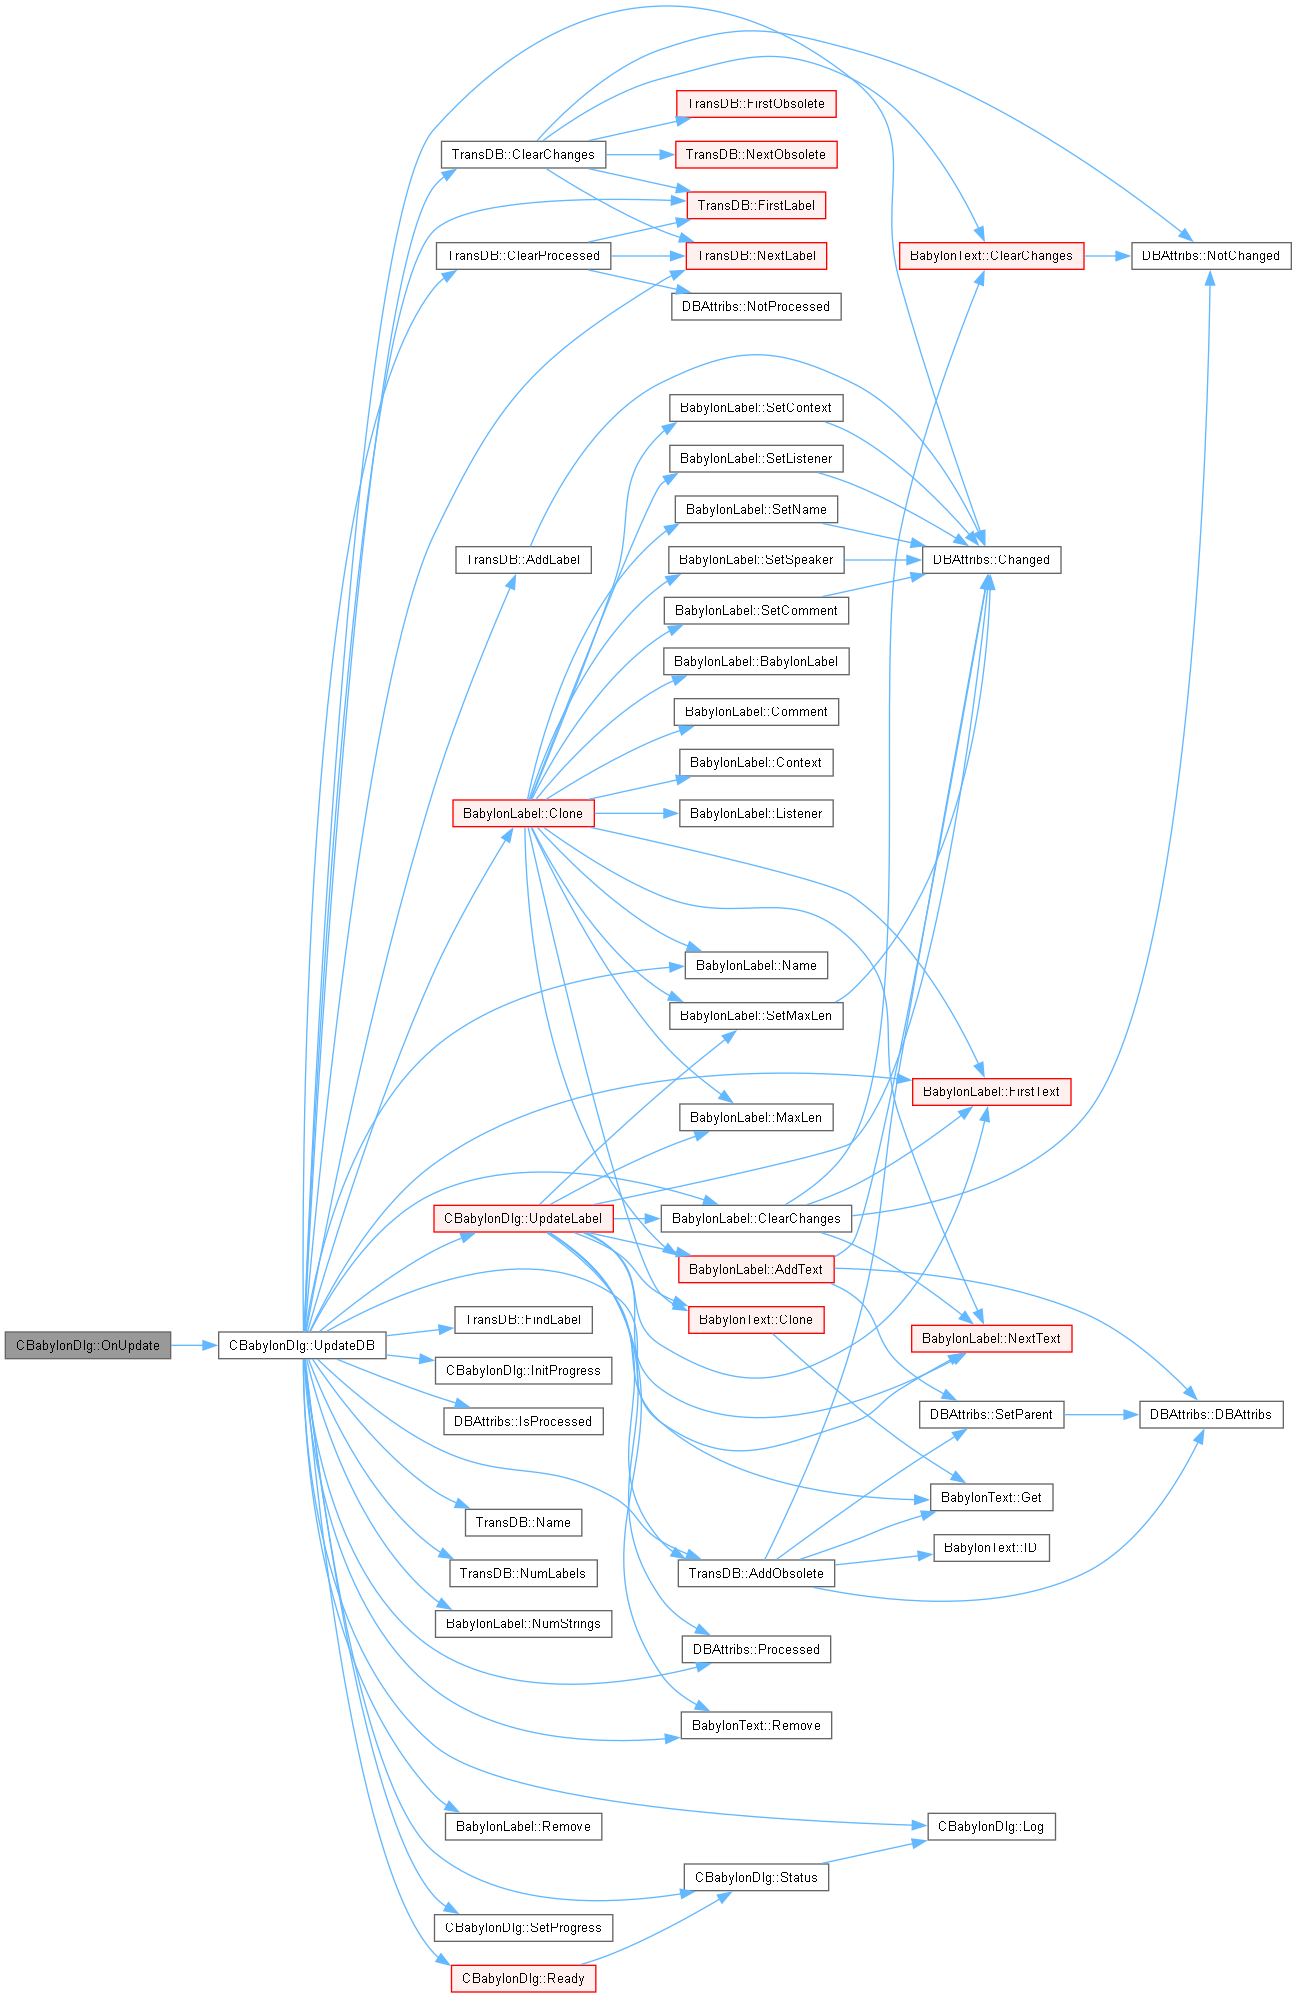 TransDB::FirstObsolete
TransDB::ClearChanges
TransDB::NextObsolete
TransDB::FirstLabel
TransDB::ClearProcessed
TransDB::NextLabel
BabylonText::ClearChanges
DBAttribs::NotChanged
DBAttribs::NotProcessed
BabylonLabel::SetContext
BabylonLabel::SetListener
BabylonLabel::SetName
TransDB::AddLabel
BabylonLabel::SetSpeaker
DBAttribs::Changed
BabylonLabel::SetComment
BabylonLabel::BabylonLabel
BabylonLabel::Comment
BabylonLabel::Context
BabylonLabel::Clone
BabylonLabel::Listener
BabylonLabel::Name
BabylonLabel::SetMaxLen
BabylonLabel::FirstText
BabylonLabel::MaxLen
CBabylonDlg::UpdateLabel
BabylonLabel::ClearChanges
BabylonLabel::AddText
TransDB::FindLabel
BabylonText::Clone
CBabylonDlg::OnUpdate
CBabylonDlg::UpdateDB
BabylonLabel::NextText
CBabylonDlg::InitProgress
DBAttribs::IsProcessed
DBAttribs::SetParent
DBAttribs::DBAttribs
BabylonText::Get
TransDB::Name
BabylonText::ID
TransDB::NumLabels
TransDB::AddObsolete
BabylonLabel::NumStrings
DBAttribs::Processed
BabylonText::Remove
BabylonLabel::Remove
CBabylonDlg::Log
CBabylonDlg::Status
CBabylonDlg::SetProgress
CBabylonDlg::Ready